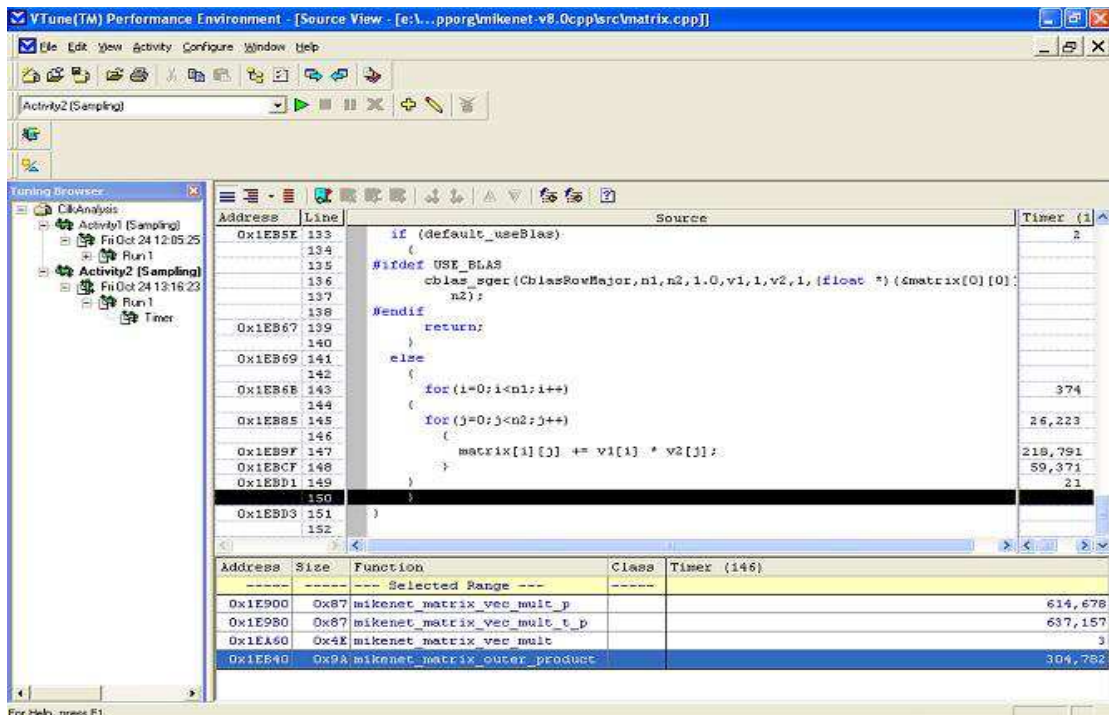 VTune(TM) Performance Environment - [Source View - [e:\...pporg\mikenet-v8.0cpp\src\matrix.cpp]]
File Edit View Activity Configure Window Help
Activity2 (Sampling)
Tuning Browser
CilkAnalysis
Activity1 (Sampling)
Fri Oct 24 12:05:25
Run 1
Activity2 (Sampling)
Fri Oct 24 13:16:23
Run 1
Timer
Address Line Source Timer (1
0x1EB5E 133 if (default_useBlas) 2
134 {
135 #ifdef USE_BLAS
136 cblas_sger(CblasRowMajor,n1,n2,1.0,v1,1,v2,1,(float *)(&matrix[0][0]
137 n2);
138 #endif
0x1EB67 139 return;
140 }
0x1EB69 141 else
142 {
0x1EB6B 143 for(i=0;i<n1;i++) 374
144 {
0x1EB85 145 for(j=0;j<n2;j++) 26,223
146 {
0x1EB9F 147 matrix[i][j] += v1[i] * v2[j]; 218,791
0x1EBCF 148 } 59,371
0x1EBD1 149 } 21
150 }
0x1EBD3 151 }
152
Address Size Function Class Timer (146)
----- ----- --- Selected Range --- -----
0x1E900 0x87 mikenet_matrix_vec_mult_p 614,678
0x1E9B0 0x87 mikenet_matrix_vec_mult_t_p 637,157
0x1EA60 0x4E mikenet_matrix_vec_mult 3
0x1EB40 0x9A mikenet_matrix_outer_product 304,782
For Help, press F1